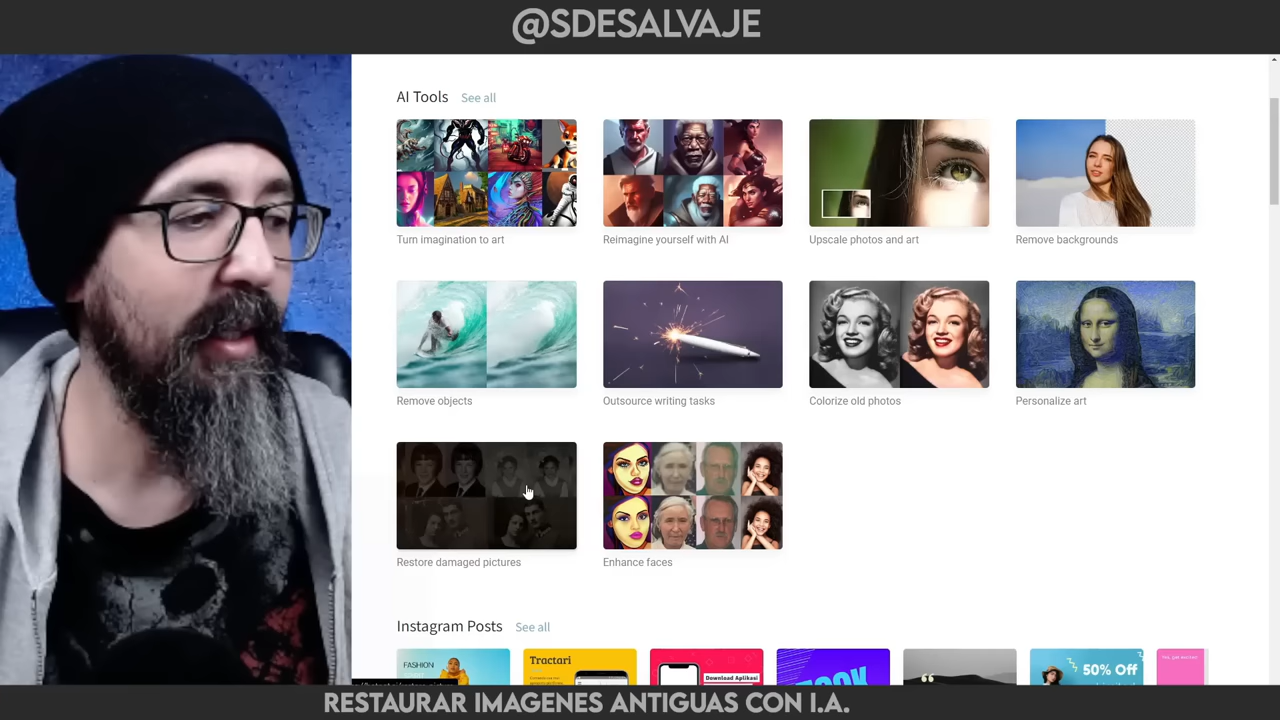 @SDESALVAJE
AI Tools See all
Turn imagination to art
Reimagine yourself with AI
Upscale photos and art
Remove backgrounds
Remove objects
Outsource writing tasks
Colorize old photos
Personalize art
Restore damaged pictures
Enhance faces
Instagram Posts See all
FASHION
Tractari
Download Aplikasi
50% Off
RESTAURAR IMAGENES ANTIGUAS CON I.A.